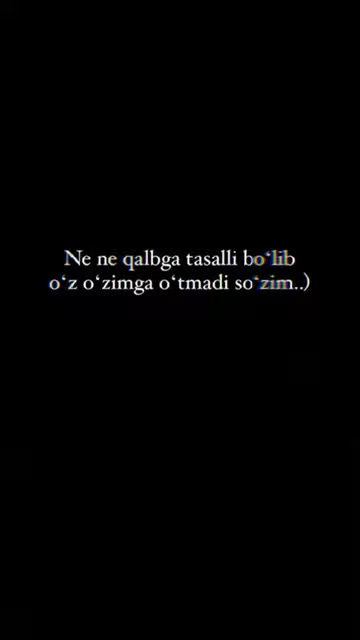 Ne ne qalbga tasalli bo‘lib
o‘z o‘zimga o‘tmadi so‘zim..)